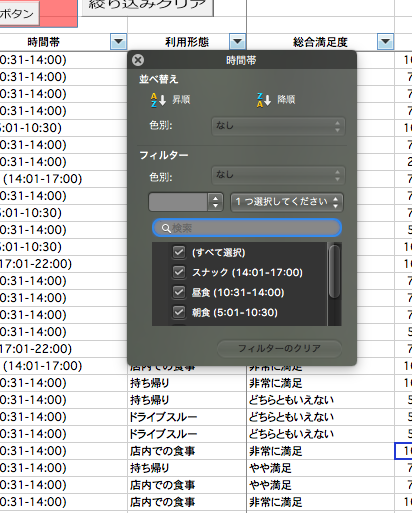 ボタン
絞り込みクリア
時間帯 利用形態 総合満足度
0:31-14:00)
0:31-14:00)
0:31-14:00)
0:31-14:00)
5:01-10:30)
0:31-14:00)
0:31-14:00)
(14:01-17:00)
0:31-14:00)
5:01-10:30)
0:31-14:00)
5:01-10:30)
17:01-22:00)
0:31-14:00)
0:31-14:00)
5:01-10:30)
0:31-14:00)
17:01-22:00)
(14:01-17:00) 店内での食事 非常に満足
0:31-14:00) 持ち帰り 非常に満足 10
0:31-14:00) 持ち帰り どちらともいえない 5
0:31-14:00) ドライブスルー どちらともいえない 5
0:31-14:00) ドライブスルー どちらともいえない 5
0:31-14:00) 店内での食事 非常に満足 10
0:31-14:00) 持ち帰り やや満足 7
0:31-14:00) 店内での食事 やや満足 7
0:31-14:00) 店内での食事 非常に満足 10
時間帯
並べ替え
A Z 昇順 Z A 降順
色別: なし
フィルター
色別: なし
1 つ選択してください
検索
(すべて選択)
スナック (14:01-17:00)
昼食 (10:31-14:00)
朝食 (5:01-10:30)
フィルターのクリア